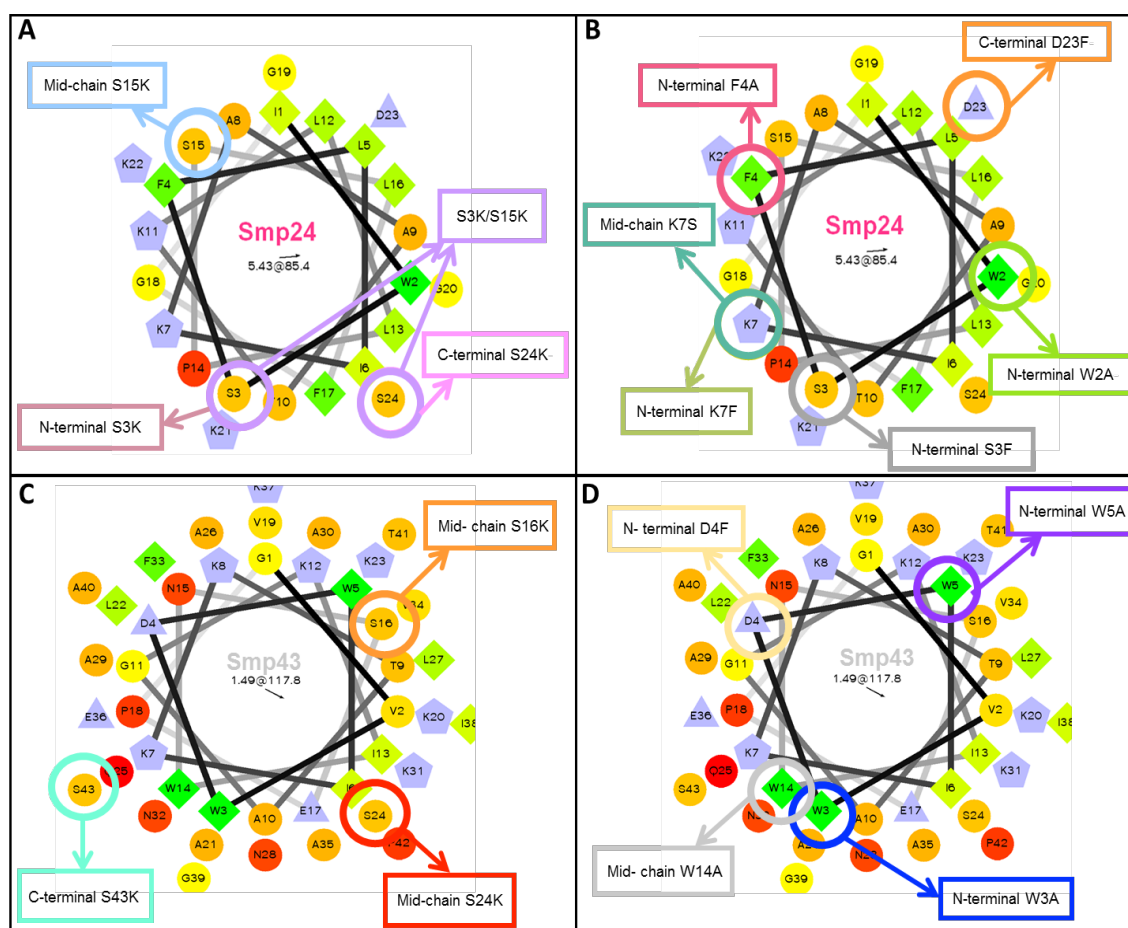 A
Mid-chain S15K
G19
I1
A8
L12
D23
S15
L5
K22
F4
L16
S3K/S15K
K11
Smp24
A9
5.43@85.4
G18
W2
G20
K7
L13
C-terminal S24K-
P14
I6
S3
T10
F17
S24
N-terminal S3K
K21
B
C-terminal D23F-
N-terminal F4A
G19
I1
D23
A8
L12
S15
L5
F4
L16
Mid-chain K7S
K11
Smp24
A9
5.43@85.4
G18
W2
K7
L13
P14
I6
N-terminal W2A-
S3
T10
F17
S24
N-terminal K7F
K21
N-terminal S3F
C
K37
Mid- chain S16K
V19
A26
A30
T41
G1
F33
K8
K12
K23
A40
N15
W5
L22
D4
S16
V34
A29
G11
Smp43
T9
L27
1.49@117.8
E36
P18
V2
K20
I38
K7
I13
K31
S43
W14
W3
N32
A10
E17
S24
A21
N28
A35
G39
C-terminal S43K
Mid-chain S24K
D
K37
N-terminal W5A
N- terminal D4F
V19
A26
A30
T41
G1
F33
K8
K12
K23
A40
N15
W5
L22
D4
S16
V34
A29
G11
Smp43
T9
L27
1.49@117.8
E36
P18
V2
K20
I38
K7
I13
K31
Q25
S43
W14
I6
W3
A10
E17
S24
A35
P42
G39
Mid- chain W14A
N-terminal W3A